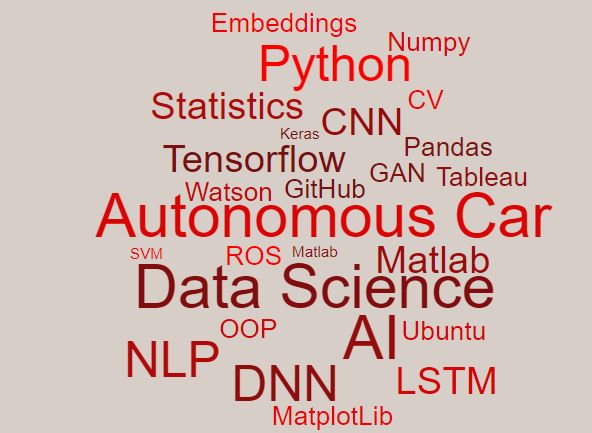 Embeddings
Numpy
Python
CV
Statistics
CNN
Keras
Pandas
Tensorflow
GAN
Tableau
Watson
GitHub
Autonomous Car
SVM
ROS
Matlab
Matlab
Data Science
OOP
AI
Ubuntu
NLP
DNN
LSTM
MatplotLib